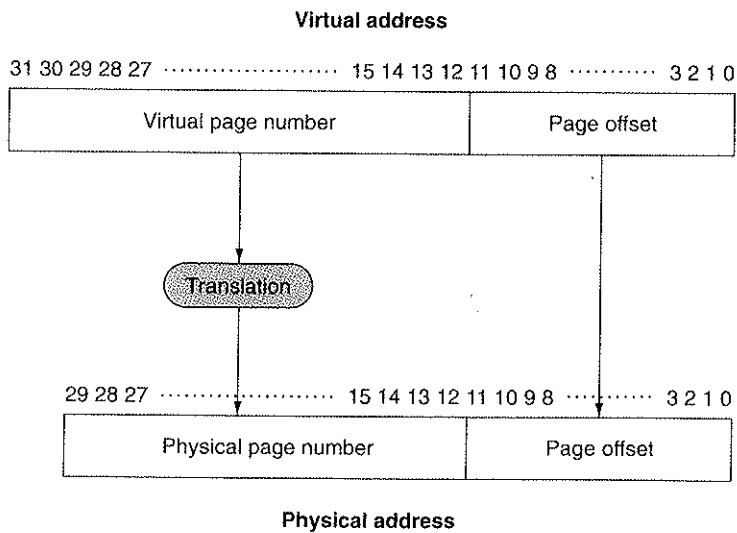 Virtual address
31 30 29 28 27 ··················· 15 14 13 12 11 10 9 8 ········· 3 2 1 0
Virtual page number Page offset
Translation
29 28 27 ··················· 15 14 13 12 11 10 9 8 ········· 3 2 1 0
Physical page number Page offset
Physical address